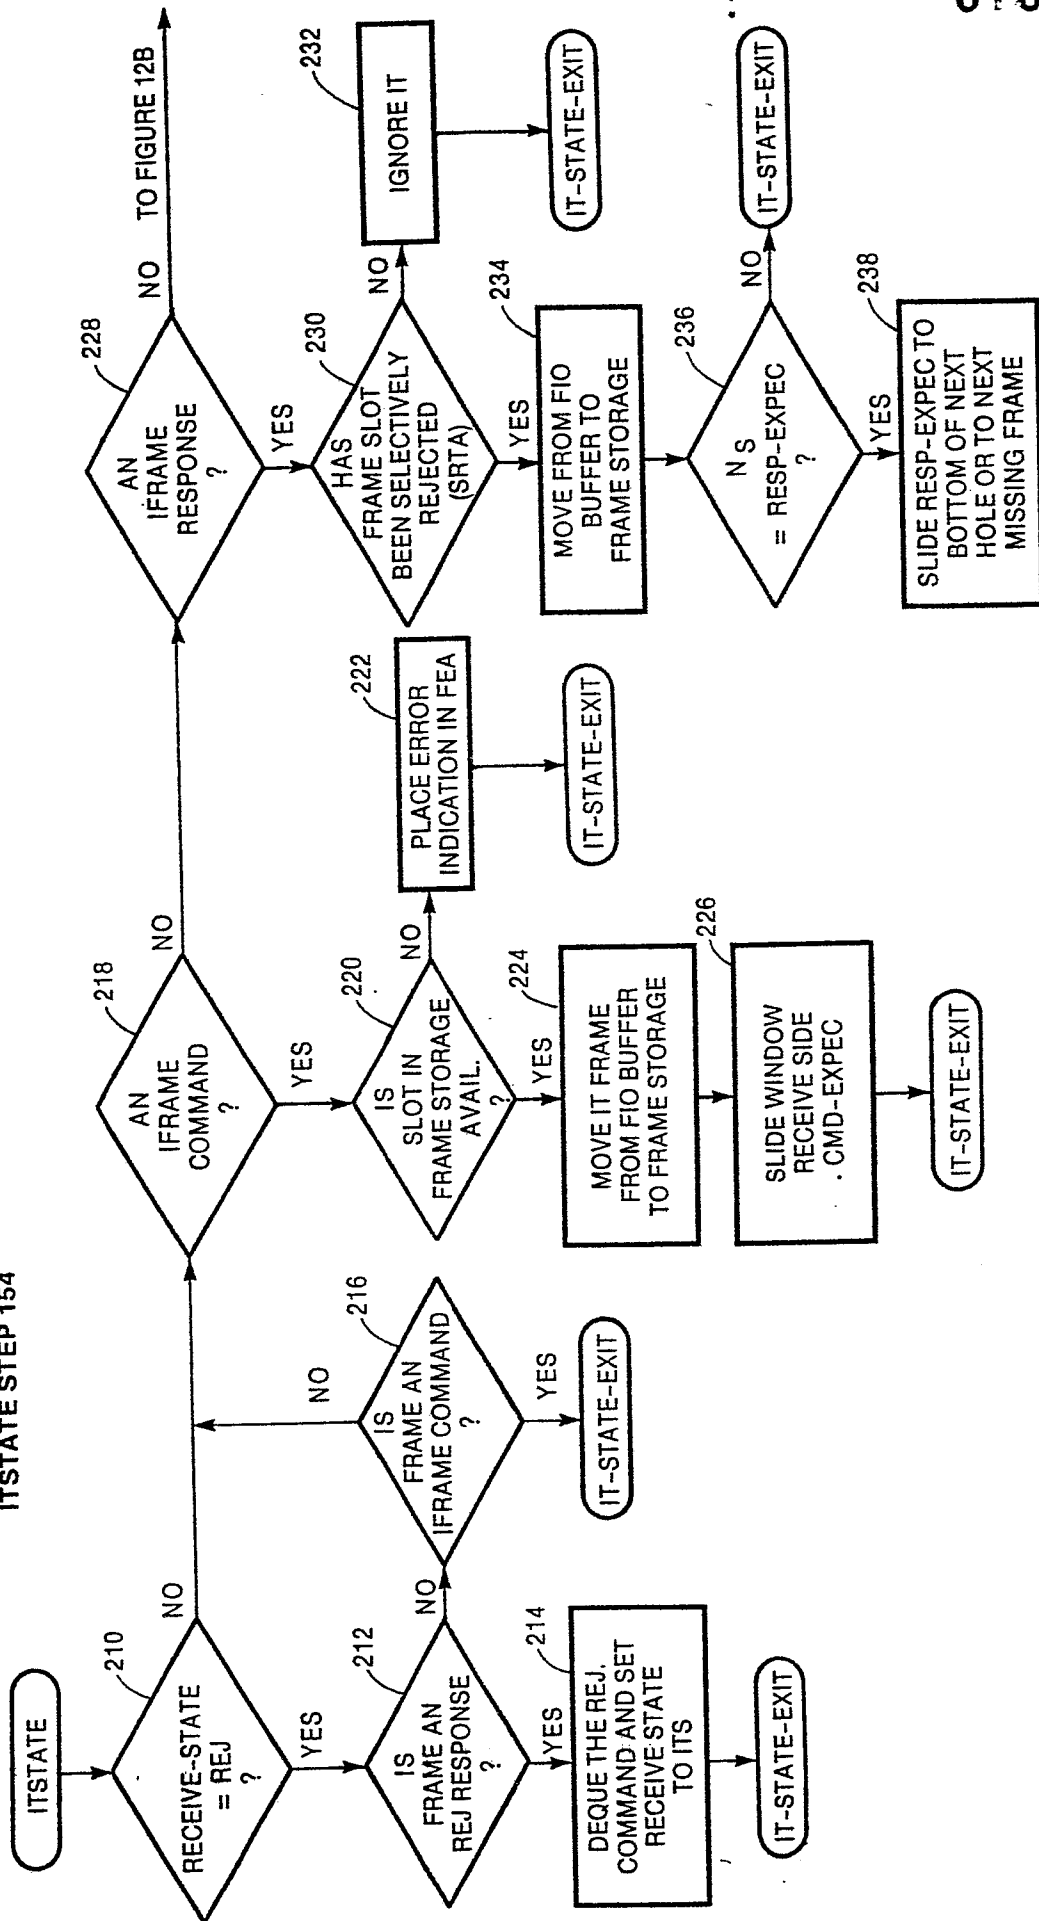 ITSTATE STEP 154
ITSTATE
210
RECEIVE-STATE
= REJ
?
NO
YES
212
IS
FRAME AN
REJ RESPONSE
?
NO
YES
214
DEQUE THE REJ.
COMMAND AND SET
RECEIVE STATE
TO ITS
IT-STATE-EXIT
216
IS
FRAME AN
IFRAME COMMAND
?
NO
YES
IT-STATE-EXIT
218
AN
IFRAME
COMMAND
?
NO
YES
220
IS
SLOT IN
FRAME STORAGE
AVAIL.
?
NO
YES
222
PLACE ERROR
INDICATION IN FEA
IT-STATE-EXIT
224
MOVE IT FRAME
FROM FIO BUFFER
TO FRAME STORAGE
226
SLIDE WINDOW
RECEIVE SIDE
. CMD-EXPEC
IT-STATE-EXIT
228
AN
IFRAME
RESPONSE
?
NO
TO FIGURE 12B
YES
230
HAS
FRAME SLOT
BEEN SELECTIVELY
REJECTED
(SRTA)
NO
YES
232
IGNORE IT
IT-STATE-EXIT
234
MOVE FROM FIO
BUFFER TO
FRAME STORAGE
236
N S
= RESP-EXPEC
?
NO
IT-STATE-EXIT
YES
238
SLIDE RESP-EXPEC TO
BOTTOM OF NEXT
HOLE OR TO NEXT
MISSING FRAME